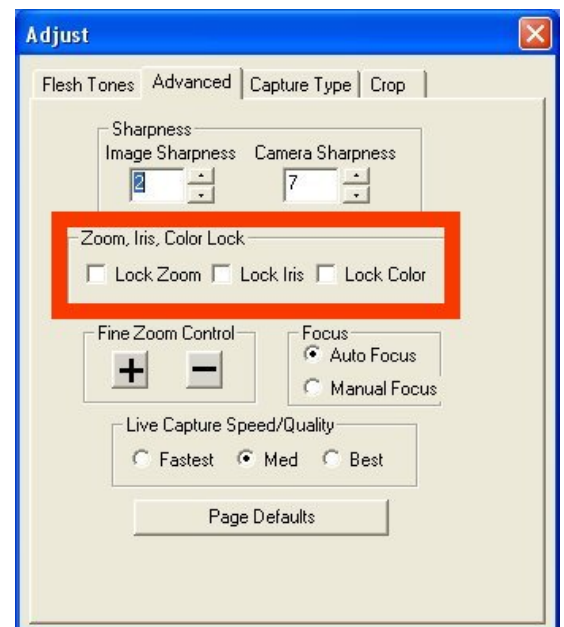 Adjust
Flesh Tones Advanced Capture Type Crop
Sharpness
Image Sharpness Camera Sharpness
2 7
Zoom, Iris, Color Lock
Lock Zoom Lock Iris Lock Color
Fine Zoom Control Focus
+ − Auto Focus
Manual Focus
Live Capture Speed/Quality
Fastest Med Best
Page Defaults